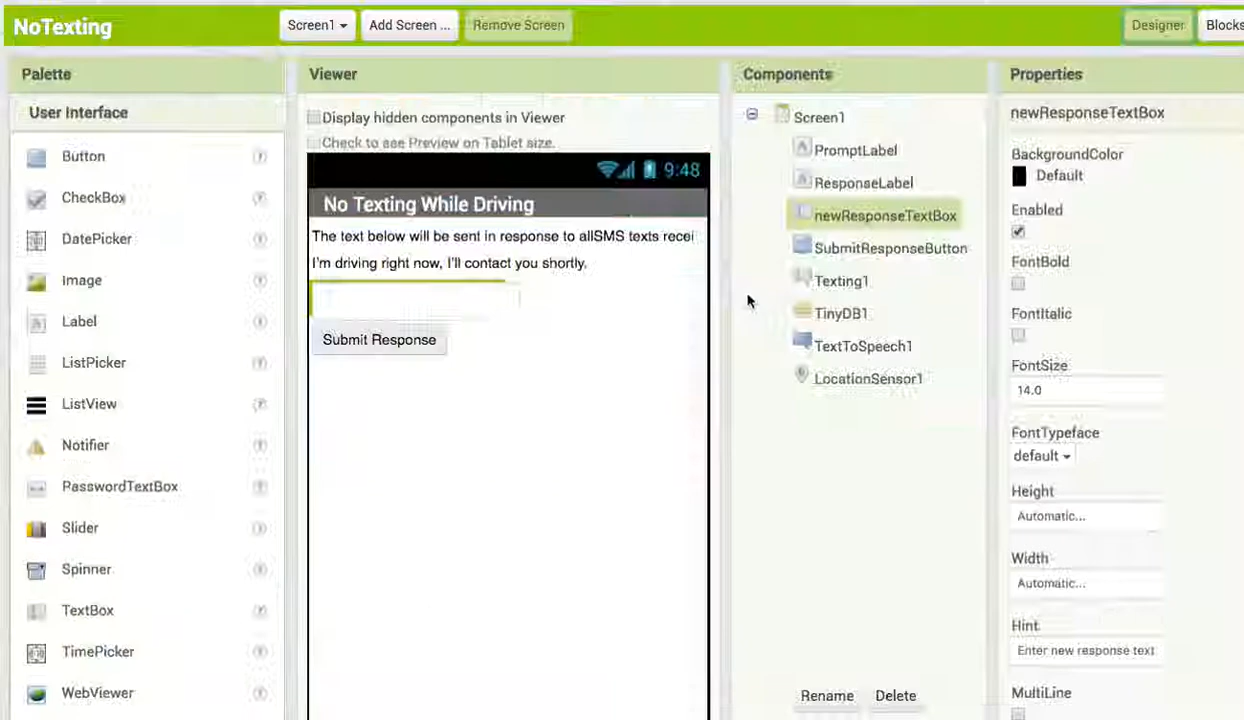 NoTexting
Screen1
Add Screen ...
Remove Screen
Designer
Blocks
Palette
User Interface
Button
CheckBox
DatePicker
Image
Label
ListPicker
ListView
Notifier
PasswordTextBox
Slider
Spinner
TextBox
TimePicker
WebViewer
Viewer
Display hidden components in Viewer
Check to see Preview on Tablet size.
9:48
No Texting While Driving
The text below will be sent in response to allSMS texts recei
I'm driving right now, I'll contact you shortly.
Submit Response
Components
Screen1
PromptLabel
ResponseLabel
newResponseTextBox
SubmitResponseButton
Texting1
TinyDB1
TextToSpeech1
LocationSensor1
Rename
Delete
Properties
newResponseTextBox
BackgroundColor
Default
Enabled
FontBold
FontItalic
FontSize
14.0
FontTypeface
default
Height
Automatic...
Width
Automatic...
Hint
Enter new response text
MultiLine